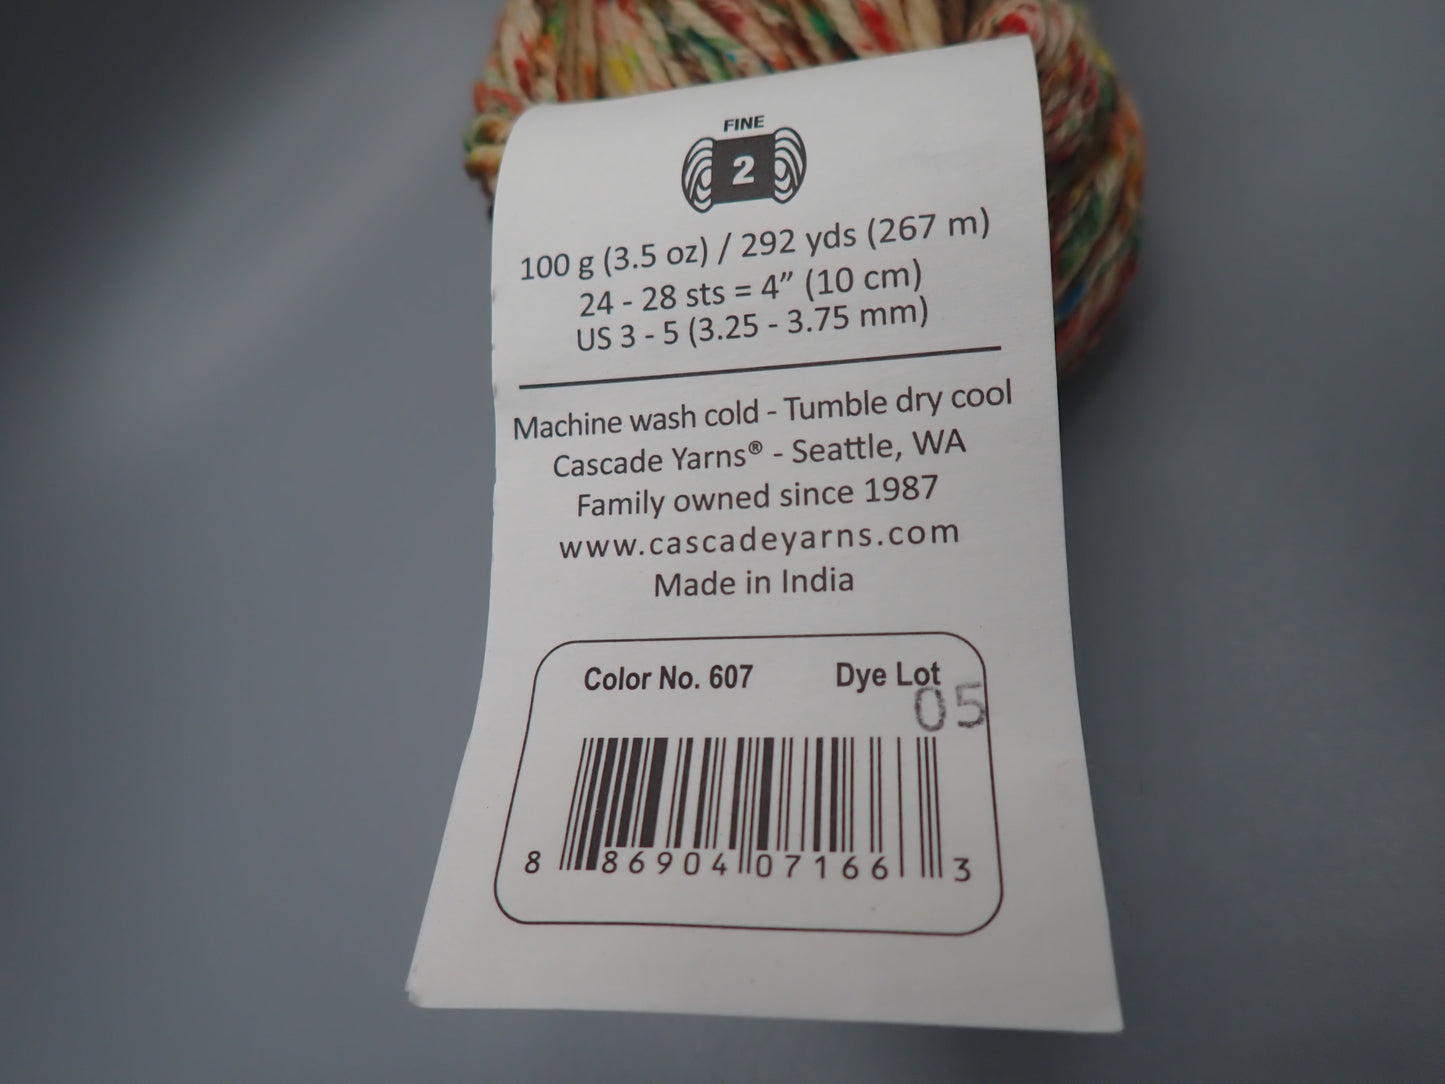 FINE
2
100 g (3.5 oz) / 292 yds (267 m)
24 - 28 sts = 4” (10 cm)
US 3 - 5 (3.25 - 3.75 mm)
Machine wash cold - Tumble dry cool
Cascade Yarns® - Seattle, WA
Family owned since 1987
www.cascadeyarns.com
Made in India
Color No. 607 Dye Lot
05
8 86904 07166 3